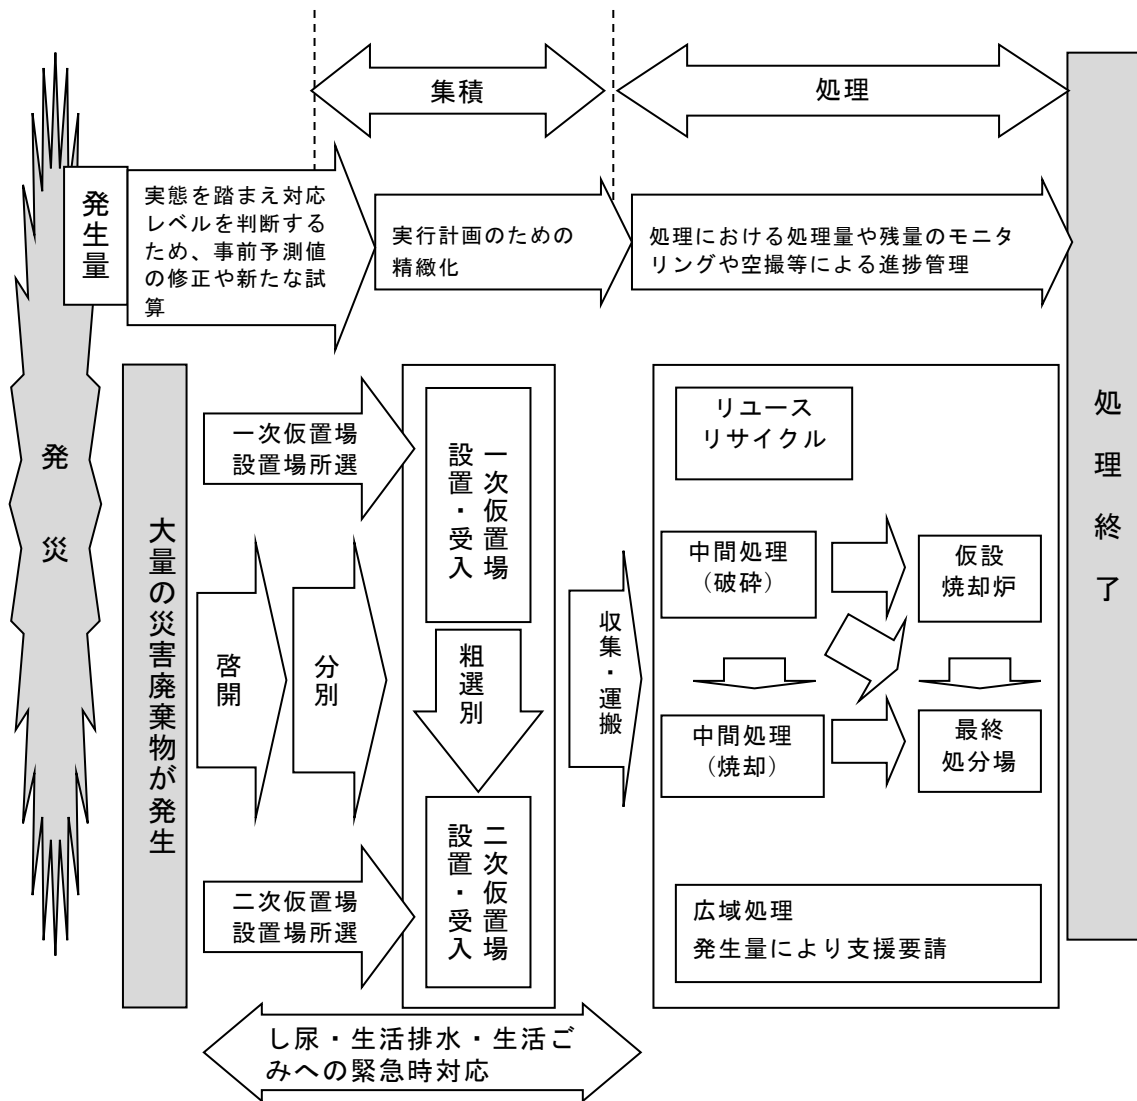 集積
処理
発生量
実態を踏まえ対応
レベルを判断する
ため、事前予測値
の修正や新たな試
算
実行計画のための
精緻化
処理における処理量や残量のモニタ
リングや空撮等による進捗管理
発災
大量の災害廃棄物が発生
一次仮置場
設置場所選
啓開
分別
二次仮置場
設置場所選
一次仮置場
設置・受入
粗選別
二次仮置場
設置・受入
収集・運搬
リユース
リサイクル
中間処理
（破砕）
仮設
焼却炉
中間処理
（焼却）
最終
処分場
広域処理
発生量により支援要請
処理終了
し尿・生活排水・生活ご
みへの緊急時対応